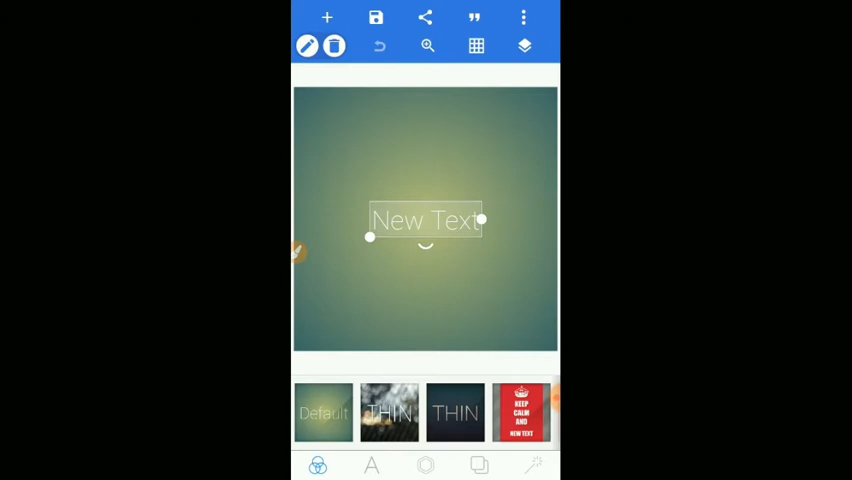 New Text
Default
THIN
THIN
KEEP
CALM
AND
NEW TEXT